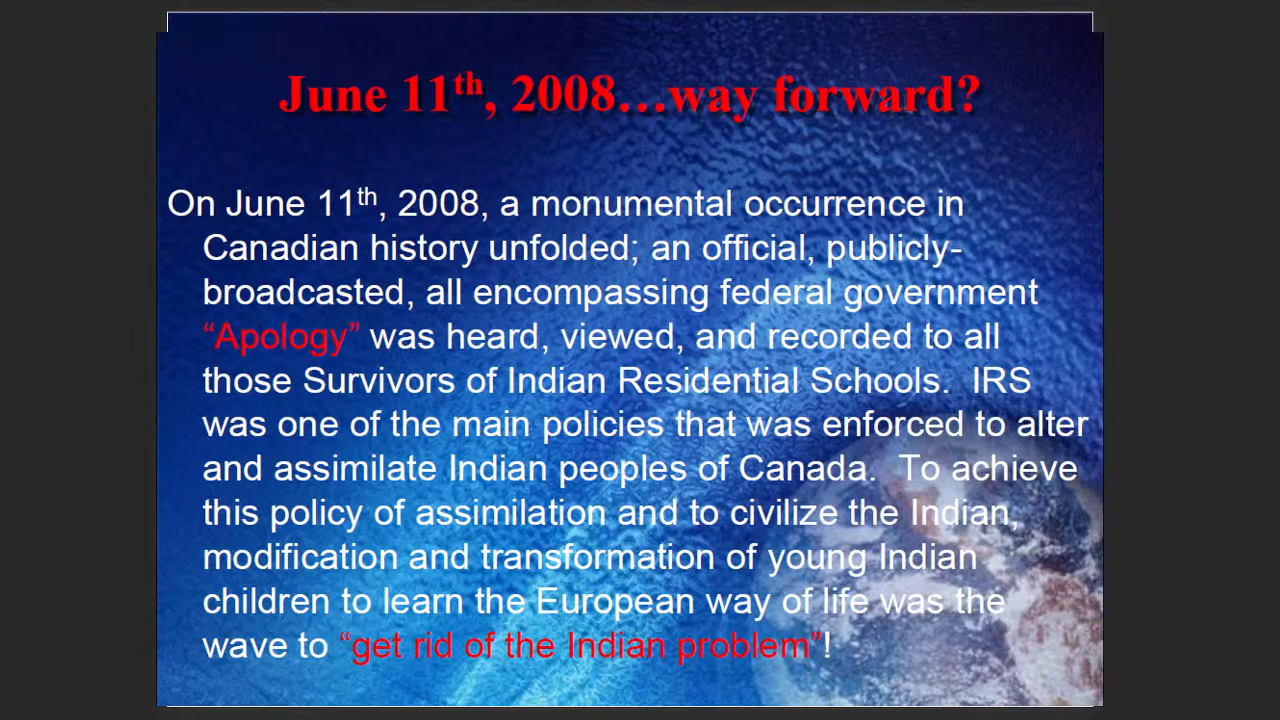 June 11th, 2008…way forward?
On June 11th, 2008, a monumental occurrence in
Canadian history unfolded; an official, publicly-
broadcasted, all encompassing federal government
“Apology” was heard, viewed, and recorded to all
those Survivors of Indian Residential Schools.  IRS
was one of the main policies that was enforced to alter
and assimilate Indian peoples of Canada.  To achieve
this policy of assimilation and to civilize the Indian,
modification and transformation of young Indian
children to learn the European way of life was the
wave to “get rid of the Indian problem”!